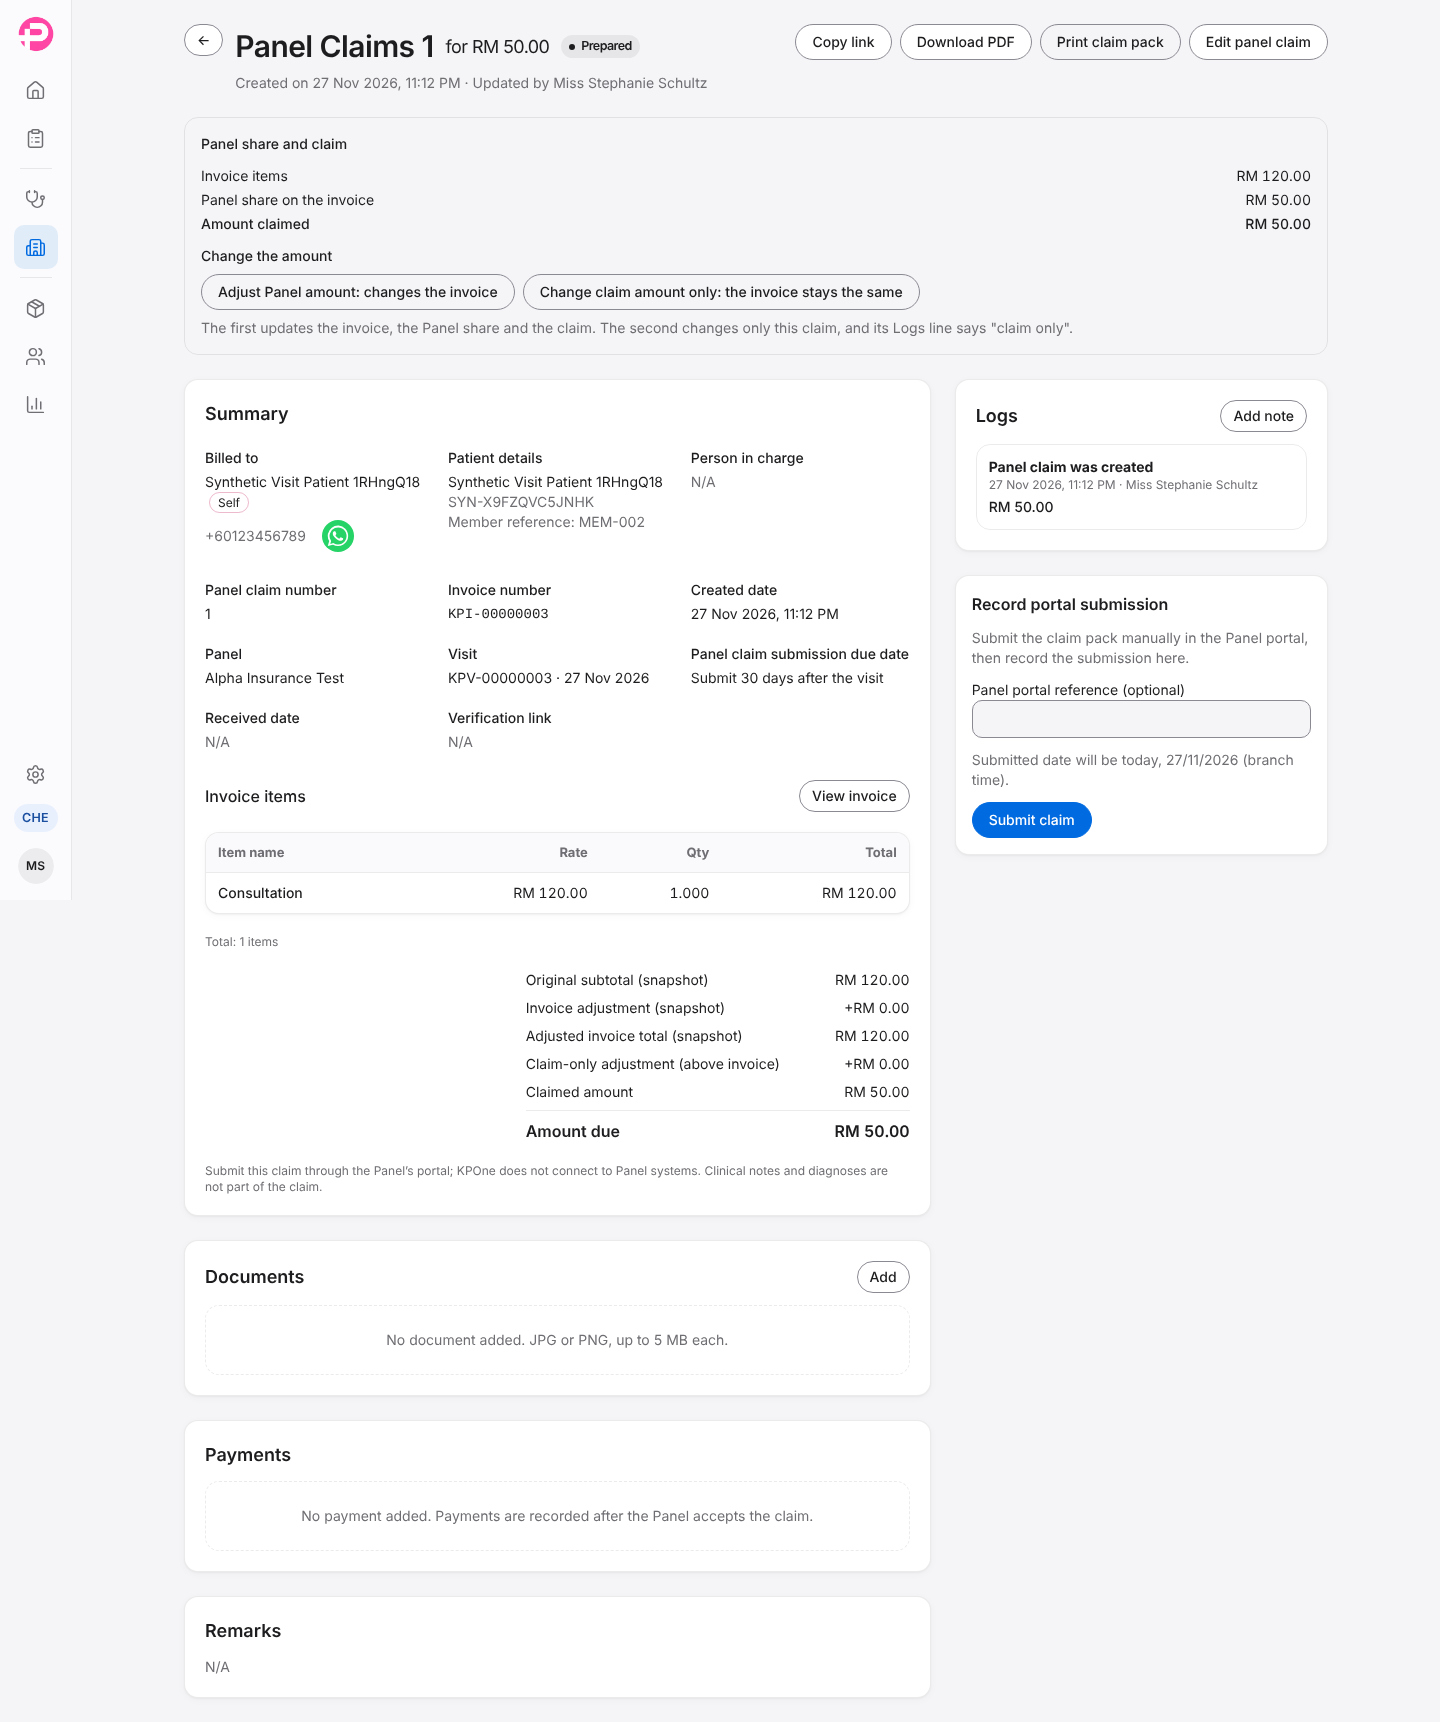 Panel Claims 1 for RM 50.00 Prepared
Copy link
Download PDF
Print claim pack
Edit panel claim
Created on 27 Nov 2026, 11:12 PM · Updated by Miss Stephanie Schultz
Panel share and claim
Invoice items RM 120.00
Panel share on the invoice RM 50.00
Amount claimed RM 50.00
Change the amount
Adjust Panel amount: changes the invoice
Change claim amount only: the invoice stays the same
The first updates the invoice, the Panel share and the claim. The second changes only this claim, and its Logs line says "claim only".
Summary
Billed to
Synthetic Visit Patient 1RHngQ18
Self
+60123456789
Patient details
Synthetic Visit Patient 1RHngQ18
SYN-X9FZQVC5JNHK
Member reference: MEM-002
Person in charge
N/A
Panel claim number
1
Invoice number
KPI-00000003
Created date
27 Nov 2026, 11:12 PM
Panel
Alpha Insurance Test
Visit
KPV-00000003 · 27 Nov 2026
Panel claim submission due date
Submit 30 days after the visit
Received date
N/A
Verification link
N/A
Invoice items
View invoice
Item name Rate Qty Total
Consultation RM 120.00 1.000 RM 120.00
Total: 1 items
Original subtotal (snapshot) RM 120.00
Invoice adjustment (snapshot) +RM 0.00
Adjusted invoice total (snapshot) RM 120.00
Claim-only adjustment (above invoice) +RM 0.00
Claimed amount RM 50.00
Amount due RM 50.00
Submit this claim through the Panel’s portal; KPOne does not connect to Panel systems. Clinical notes and diagnoses are
not part of the claim.
Documents
Add
No document added. JPG or PNG, up to 5 MB each.
Payments
No payment added. Payments are recorded after the Panel accepts the claim.
Remarks
N/A
Logs
Add note
Panel claim was created
27 Nov 2026, 11:12 PM · Miss Stephanie Schultz
RM 50.00
Record portal submission
Submit the claim pack manually in the Panel portal,
then record the submission here.
Panel portal reference (optional)
Submitted date will be today, 27/11/2026 (branch
time).
Submit claim
CHE
MS